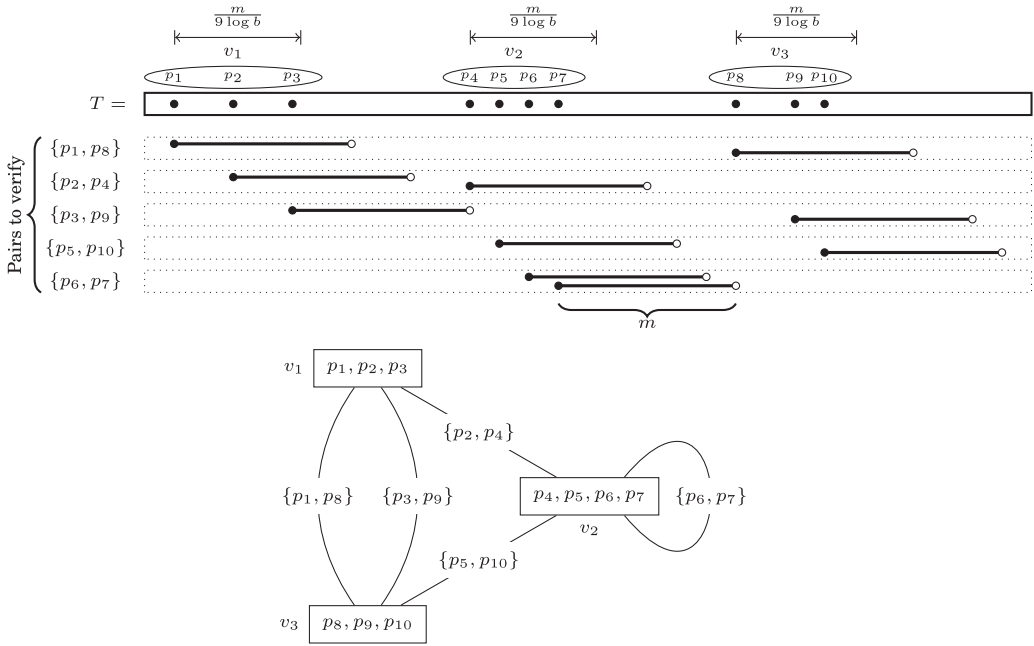 m/(9 log b) m/(9 log b) m/(9 log b)
v1 v2 v3
p1 p2 p3 p4 p5 p6 p7 p8 p9 p10
T =
Pairs to verify
{p1, p8}
{p2, p4}
{p3, p9}
{p5, p10}
{p6, p7}
m
v1 p1, p2, p3
{p2, p4}
{p1, p8} {p3, p9} p4, p5, p6, p7 {p6, p7}
v2
{p5, p10}
v3 p8, p9, p10